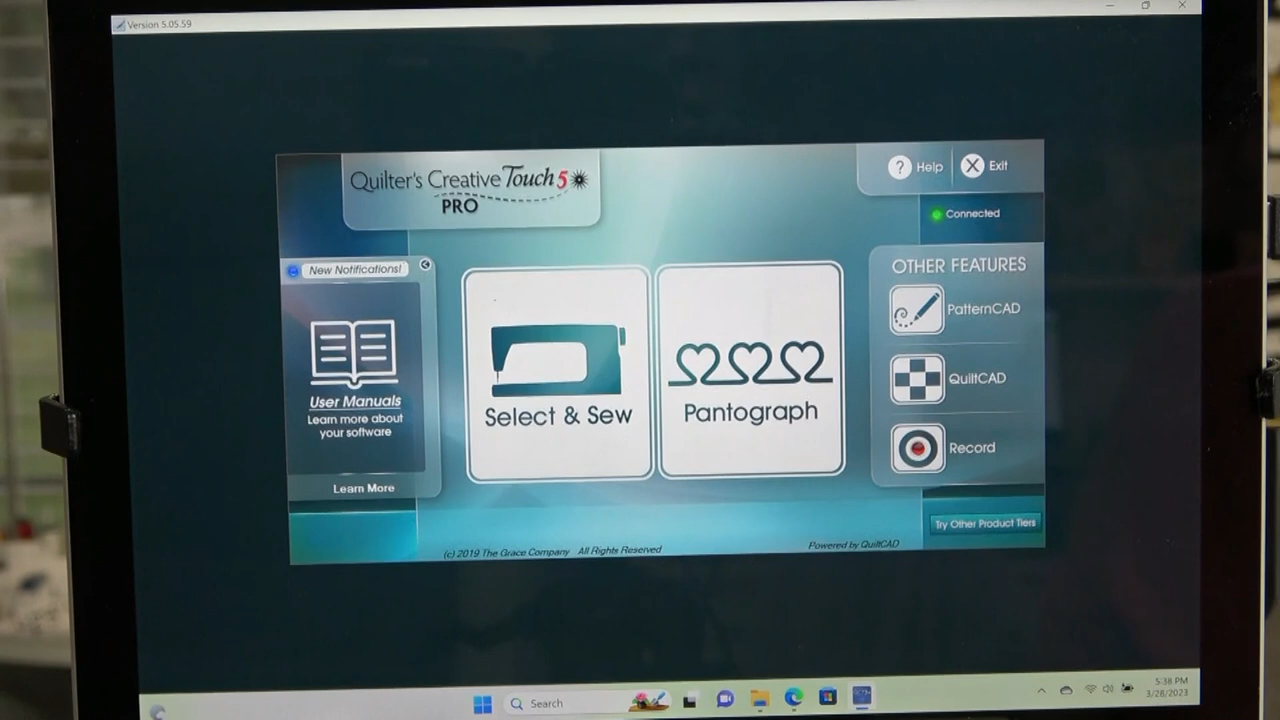 Version 5.05.59
Quilter's Creative Touch 5
PRO
? Help
X Exit
Connected
New Notifications!
User Manuals
Learn more about
your software
Learn More
Select & Sew
Pantograph
OTHER FEATURES
PatternCAD
QuiltCAD
Record
Try Other Product Tiers
(c) 2019 The Grace Company All Rights Reserved
Powered by QuiltCAD
Search
5:38 PM
3/28/2023